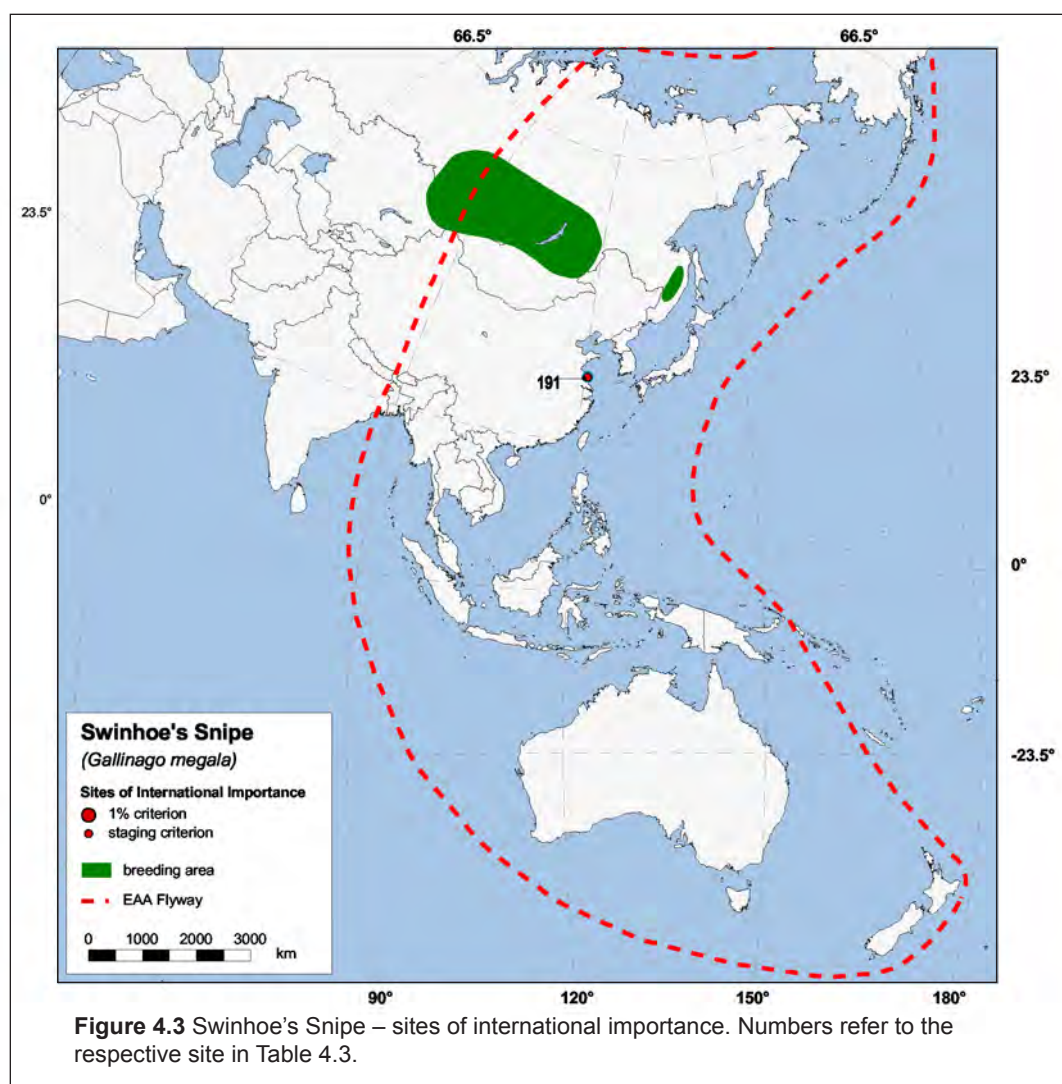 66.5°
66.5°
23.5°
191
23.5°
0°
0°
-23.5°
Swinhoe's Snipe
(Gallinago megala)
Sites of International Importance
1% criterion
staging criterion
breeding area
EAA Flyway
0 1000 2000 3000
km
90°
120°
150°
180°
Figure 4.3 Swinhoe’s Snipe – sites of international importance. Numbers refer to the
respective site in Table 4.3.